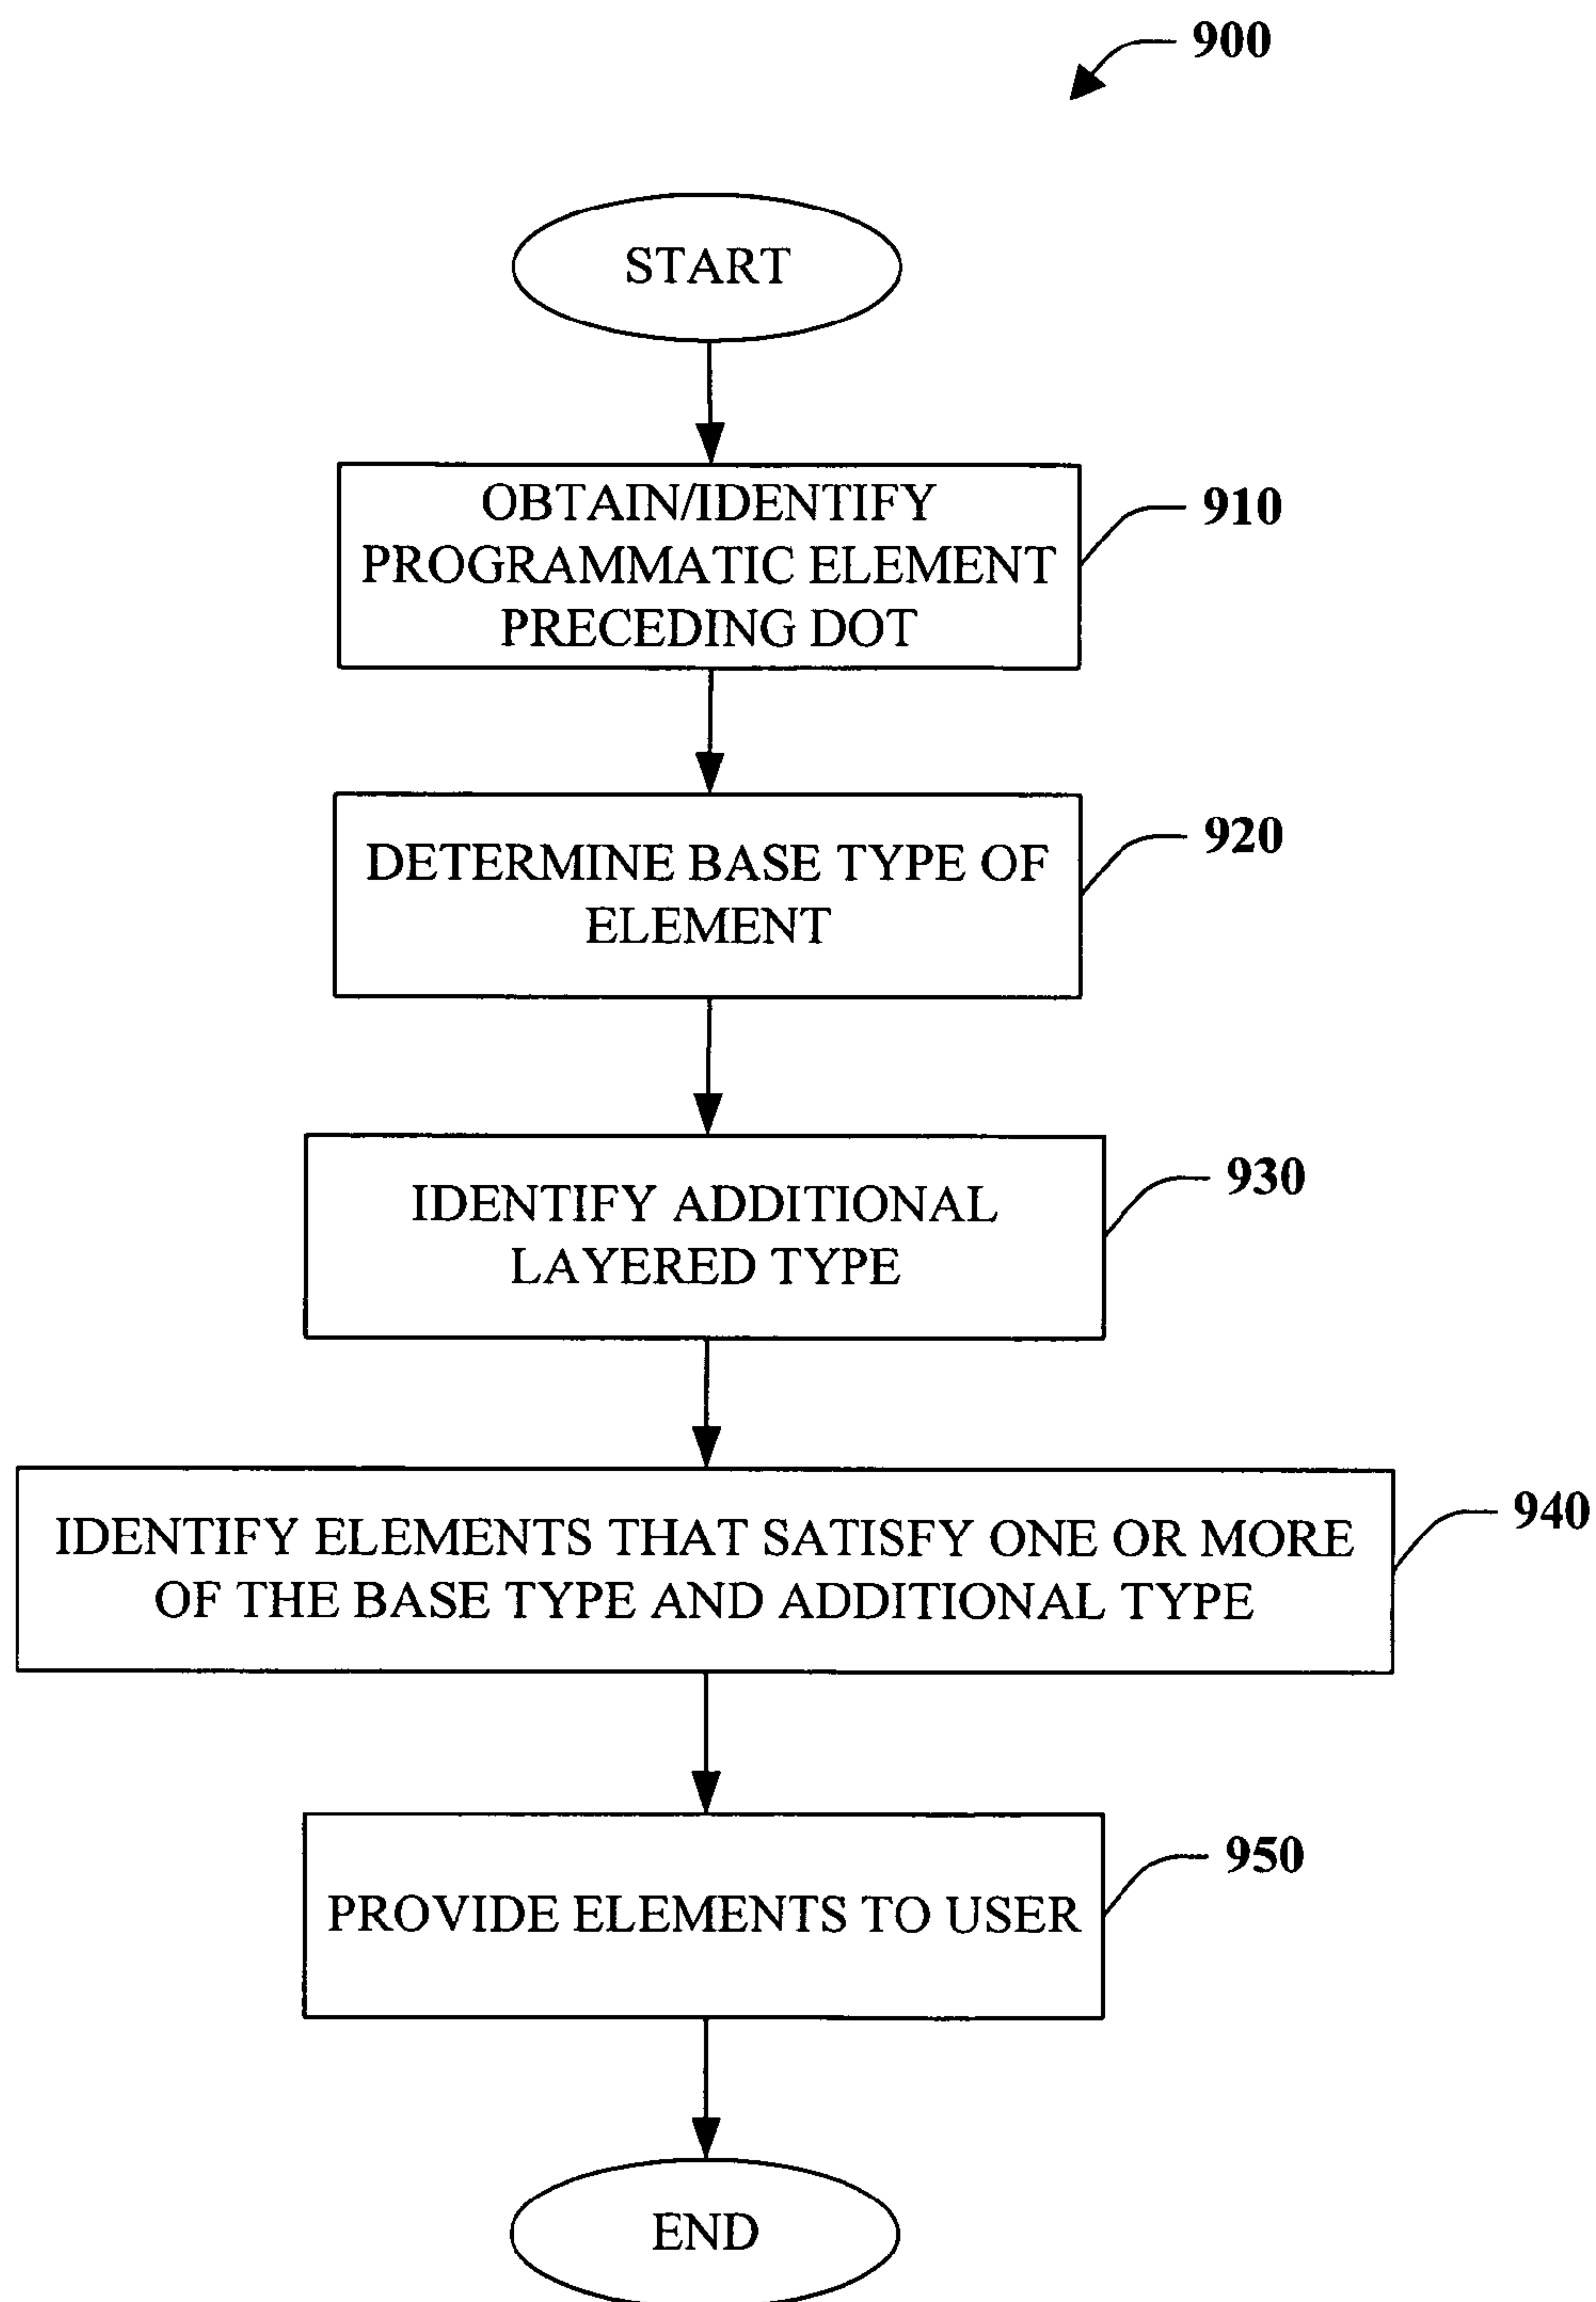 900
START
OBTAIN/IDENTIFY
PROGRAMMATIC ELEMENT
PRECEDING DOT
910
DETERMINE BASE TYPE OF
ELEMENT
920
IDENTIFY ADDITIONAL
LAYERED TYPE
930
IDENTIFY ELEMENTS THAT SATISFY ONE OR MORE
OF THE BASE TYPE AND ADDITIONAL TYPE
940
PROVIDE ELEMENTS TO USER
950
END